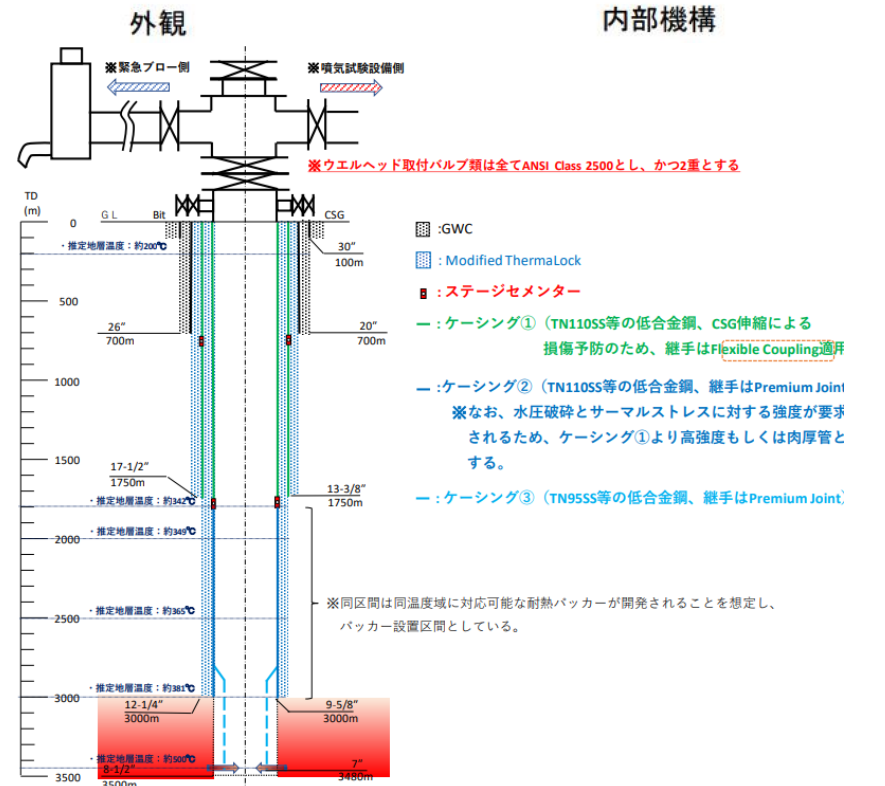 外観
内部機構
※緊急ブロー側
※噴気試験設備側
※ウエルヘッド取付バルブ類は全てANSI Class 2500とし、かつ2重とする
TD
(m)
GL
Bit
CSG
0
・推定地層温度：約200℃
30”
100m
:GWC
: Modified ThermaLock
: ステージセメンター
500
26”
700m
20”
700m
: ケーシング①（TN110SS等の低合金鋼、CSG伸縮による
損傷予防のため、継手はFlexible Coupling適用
1000
:ケーシング②（TN110SS等の低合金鋼、継手はPremium Joint
※なお、水圧破砕とサーマルストレスに対する強度が要求
されるため、ケーシング①より高強度もしくは肉厚管と
する。
1500
17-1/2”
1750m
13-3/8”
1750m
: ケーシング③（TN95SS等の低合金鋼、継手はPremium Joint）
・推定地層温度：約342℃
・推定地層温度：約349℃
2000
2500
・推定地層温度：約365℃
※同区間は同温度域に対応可能な耐熱パッカーが開発されることを想定し、
パッカー設置区間としている。
・推定地層温度：約381℃
3000
12-1/4”
3000m
9-5/8”
3000m
・推定地層温度：約500℃
8-1/2”
3500m
7”
3480m
3500